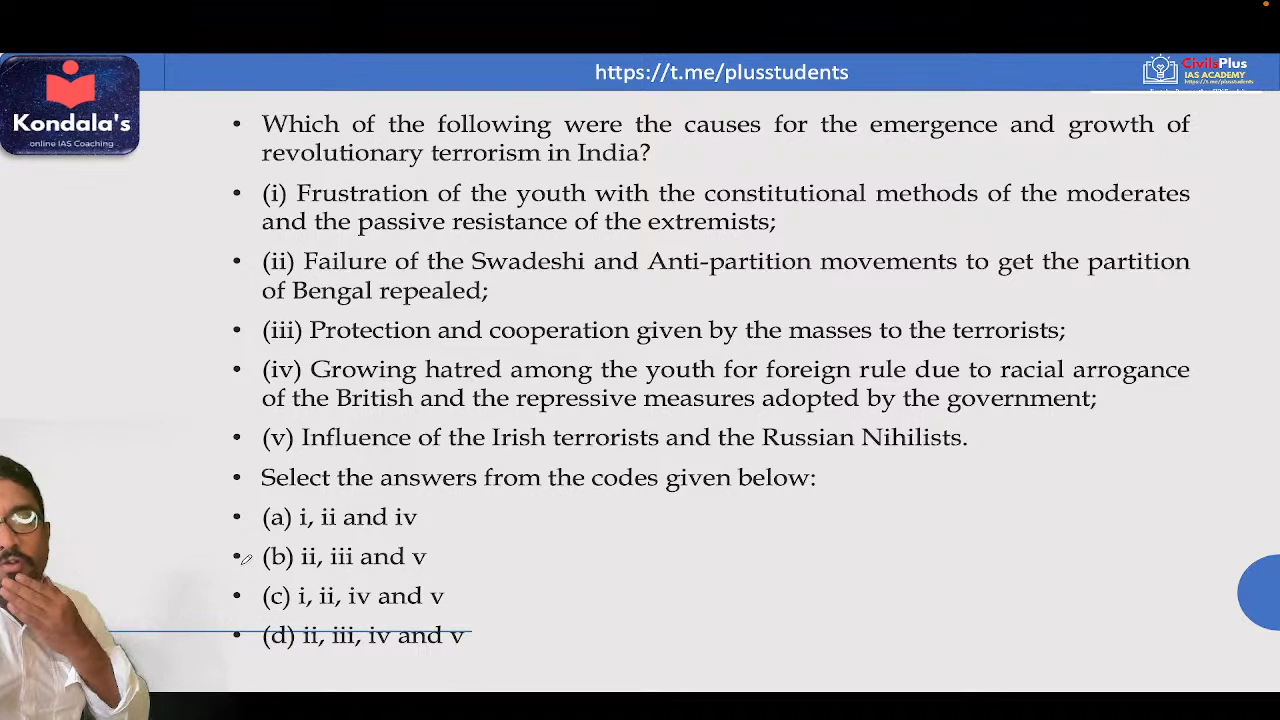 https://t.me/plusstudents
CivilsPlus
IAS ACADEMY
https://t.me/plusstudents
Kondala's
online IAS Coaching
• Which of the following were the causes for the emergence and growth of
revolutionary terrorism in India?
• (i) Frustration of the youth with the constitutional methods of the moderates
and the passive resistance of the extremists;
• (ii) Failure of the Swadeshi and Anti-partition movements to get the partition
of Bengal repealed;
• (iii) Protection and cooperation given by the masses to the terrorists;
• (iv) Growing hatred among the youth for foreign rule due to racial arrogance
of the British and the repressive measures adopted by the government;
• (v) Influence of the Irish terrorists and the Russian Nihilists.
• Select the answers from the codes given below:
• (a) i, ii and iv
• (b) ii, iii and v
• (c) i, ii, iv and v
• (d) ii, iii, iv and v